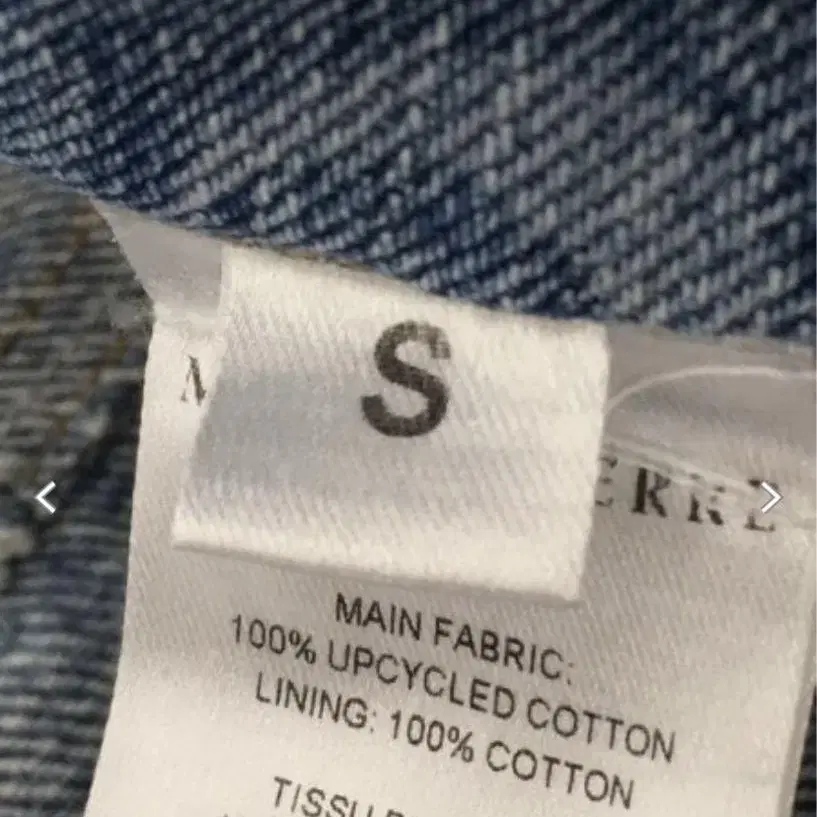 S
MAIN FABRIC:
100% UPCYCLED COTTON
LINING: 100% COTTON